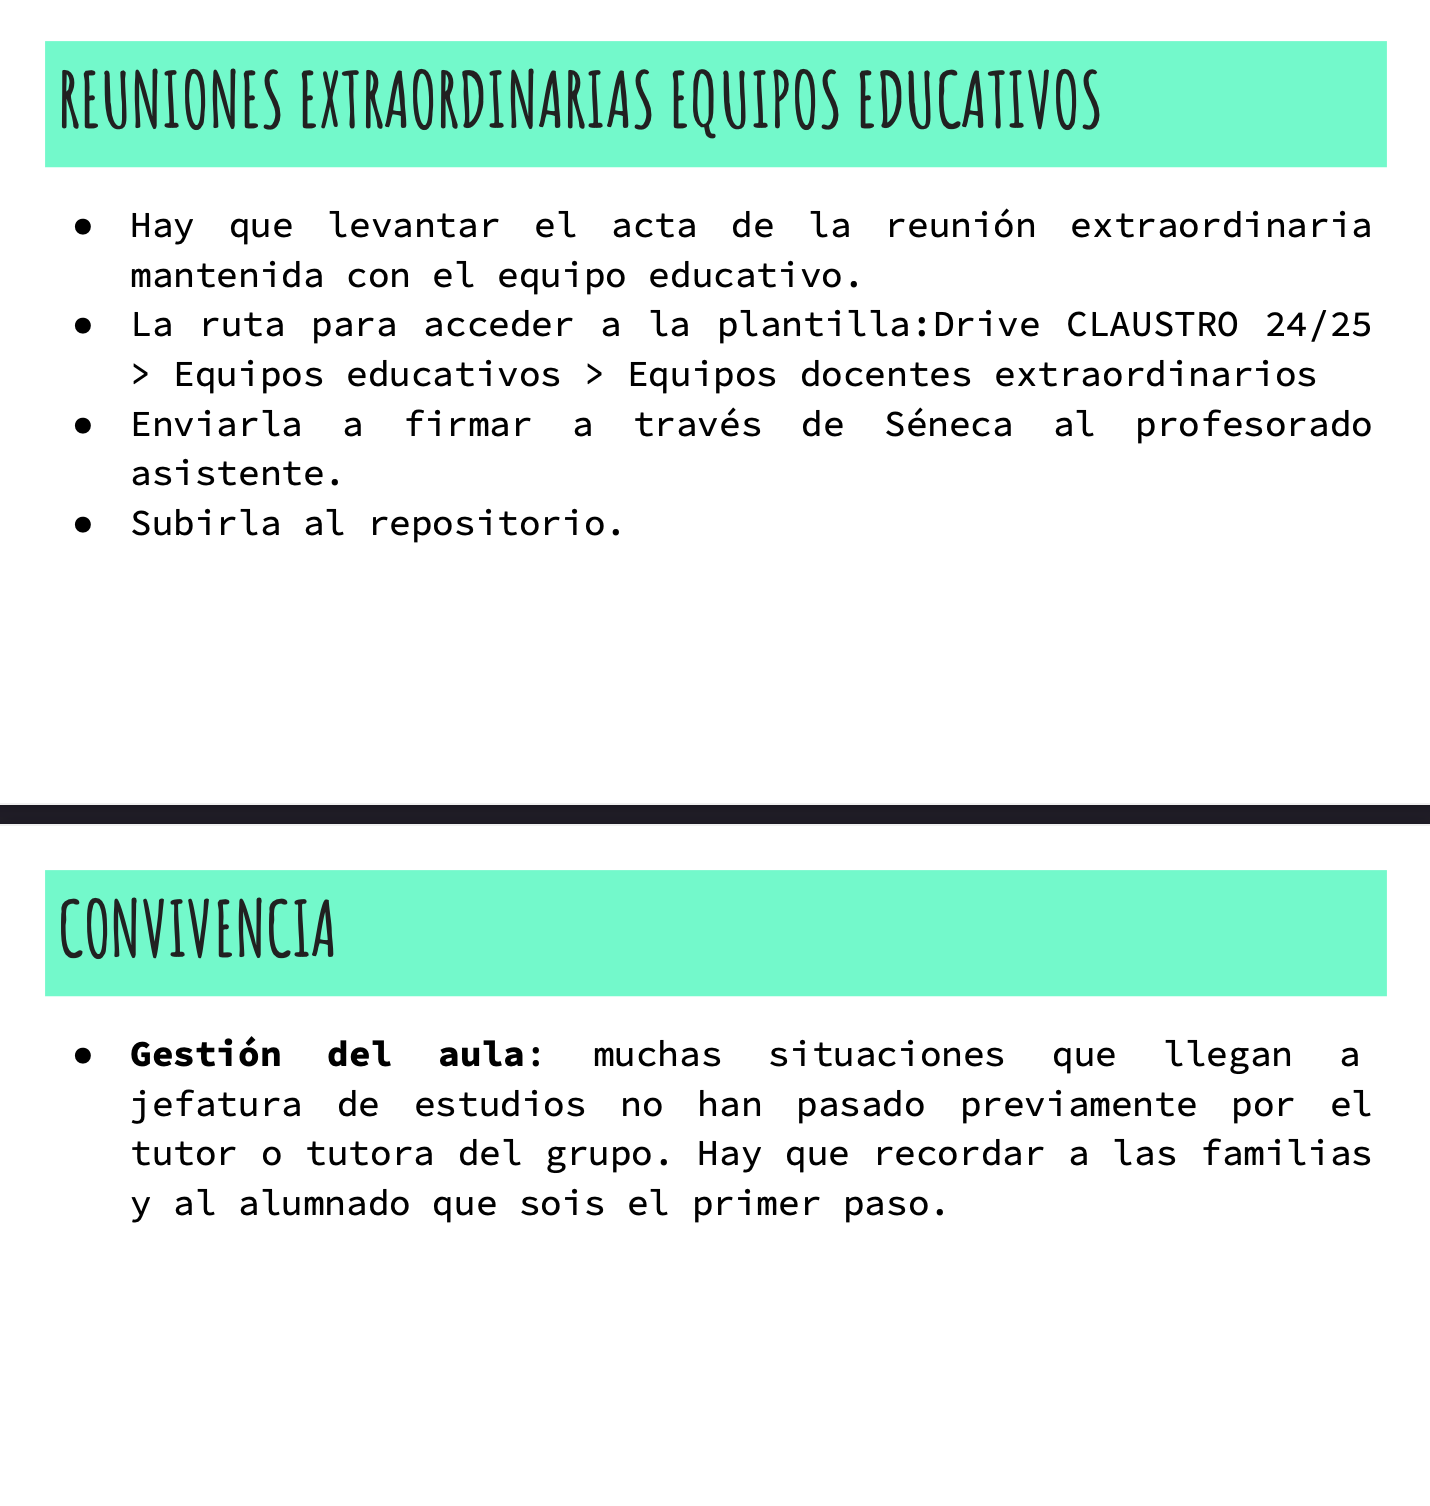 REUNIONES EXTRAORDINARIAS EQUIPOS EDUCATIVOS
● Hay que levantar el acta de la reunión extraordinaria
mantenida con el equipo educativo.
● La ruta para acceder a la plantilla:Drive CLAUSTRO 24/25
> Equipos educativos > Equipos docentes extraordinarios
● Enviarla a firmar a través de Séneca al profesorado
asistente.
● Subirla al repositorio.
CONVIVENCIA
● Gestión del aula: muchas situaciones que llegan a
jefatura de estudios no han pasado previamente por el
tutor o tutora del grupo. Hay que recordar a las familias
y al alumnado que sois el primer paso.